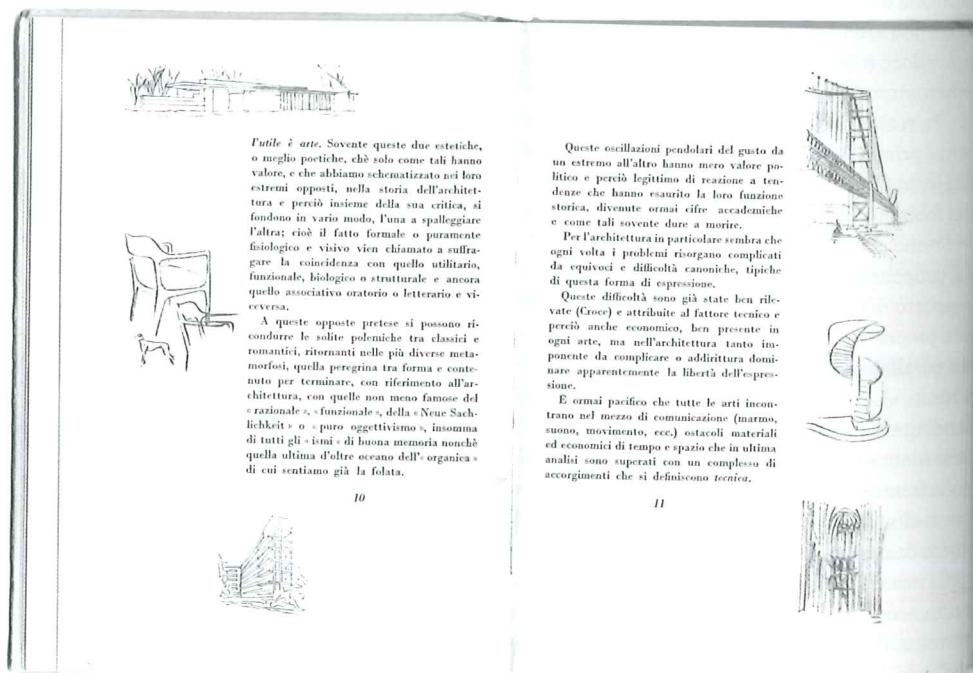 l'utile è arte. Sovente queste due estetiche,
o meglio poetiche, chè solo come tali hanno
valore, e che abbiamo schematizzato nei loro
estremi opposti, nella storia dell'architet-
tura e perciò insieme della sua critica, si
fondono in vario modo, l'una a spalleggiare
l'altra; cioè il fatto formale o puramente
fisiologico e visivo vien chiamato a suffra-
gare la coincidenza con quello utilitario,
funzionale, biologico o strutturale e ancora
quello associativo oratorio o letterario e vi-
ceversa.
A queste opposte pretese si possono ri-
condurre le solite polemiche tra classici e
romantici, ritornanti nelle più diverse meta-
morfosi, quella peregrina tra forma e conte-
nuto per terminare, con riferimento all'ar-
chitettura, con quelle non meno famose del
« razionale », « funzionale », della « Neue Sach-
lichkeit » o « puro oggettivismo », insomma
di tutti gli « ismi » di buona memoria nonchè
quella ultima d'oltre oceano dell'« organica »
di cui sentiamo già la folata.
10
Queste oscillazioni pendolari del gusto da
un estremo all'altro hanno mero valore po-
litico e perciò legittimo di reazione a ten-
denze che hanno esaurito la loro funzione
storica, divenute ormai cifre accademiche
e come tali sovente dure a morire.
Per l'architettura in particolare sembra che
ogni volta i problemi risorgano complicati
da equivoci e difficoltà canoniche, tipiche
di questa forma di espressione.
Queste difficoltà sono già state ben rile-
vate (Croce) e attribuite al fattore tecnico e
perciò anche economico, ben presente in
ogni arte, ma nell'architettura tanto im-
ponente da complicare o addirittura domi-
nare apparentemente la libertà dell'espres-
sione.
È ormai pacifico che tutte le arti incon-
trano nel mezzo di comunicazione (marmo,
suono, movimento, ecc.) ostacoli materiali
ed economici di tempo e spazio che in ultima
analisi sono superati con un complesso di
accorgimenti che si definiscono tecnica.
11